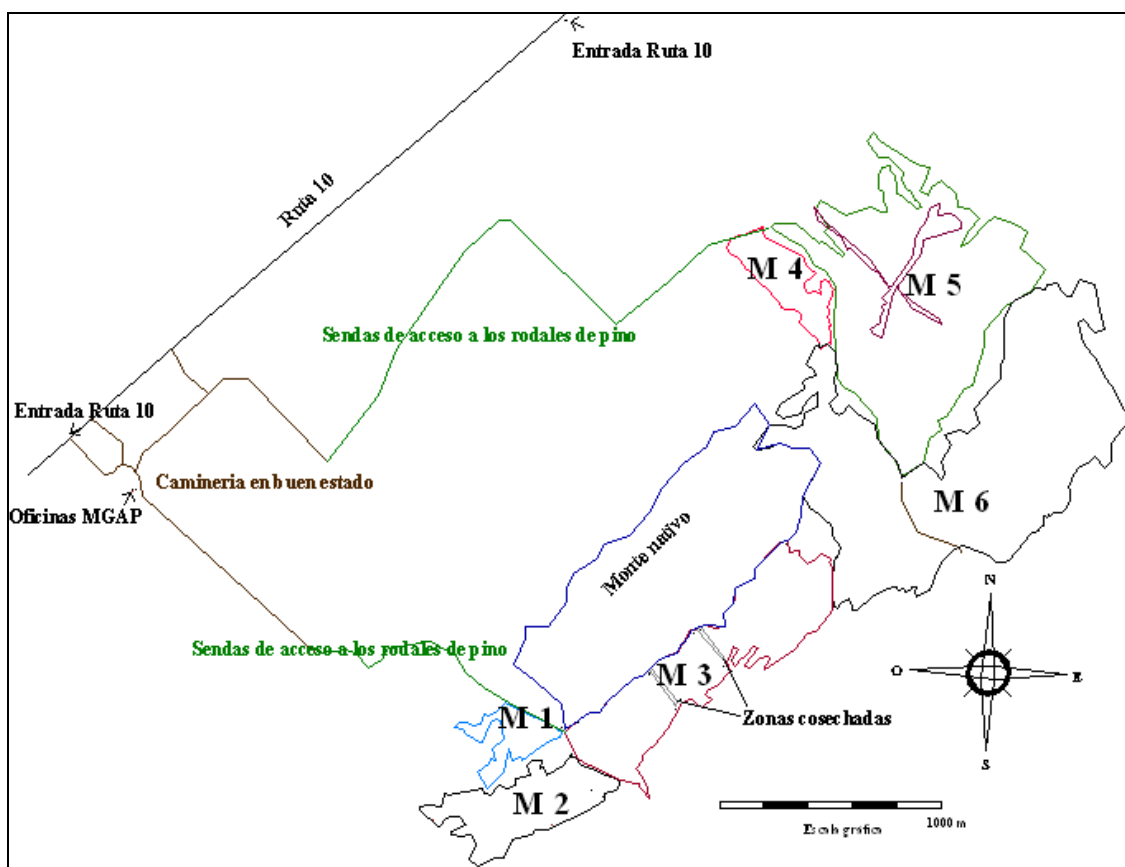 Entrada Ruta 10
Ruta 10
M 4
M 5
Sendas de acceso a los rodales de pino
Entrada Ruta 10
Camineria en buen estado
M 6
Oficinas MGAP
Monte nativo
N
Sendas de acceso a los rodales de pino
M 3
O
E
M 1
Zonas cosechadas
S
M 2
1000 m
Escala gráfica